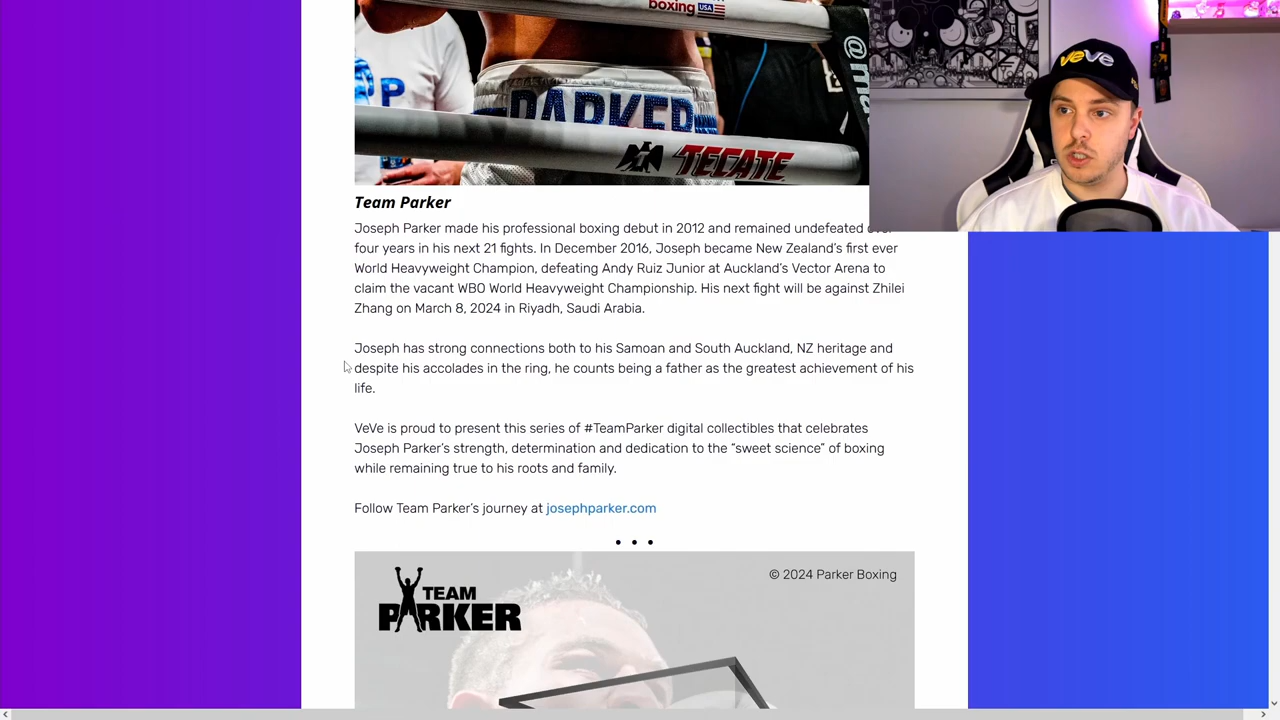 boxing USA
P
PARKER
TECATE
VEVE
Team Parker
Joseph Parker made his professional boxing debut in 2012 and remained undefeated
four years in his next 21 fights. In December 2016, Joseph became New Zealand's first ever
World Heavyweight Champion, defeating Andy Ruiz Junior at Auckland's Vector Arena to
claim the vacant WBO World Heavyweight Championship. His next fight will be against Zhilei
Zhang on March 8, 2024 in Riyadh, Saudi Arabia.
Joseph has strong connections both to his Samoan and South Auckland, NZ heritage and
despite his accolades in the ring, he counts being a father as the greatest achievement of his
life.
VeVe is proud to present this series of #TeamParker digital collectibles that celebrates
Joseph Parker's strength, determination and dedication to the “sweet science” of boxing
while remaining true to his roots and family.
Follow Team Parker's journey at josephparker.com
• • •
© 2024 Parker Boxing
TEAM
PARKER